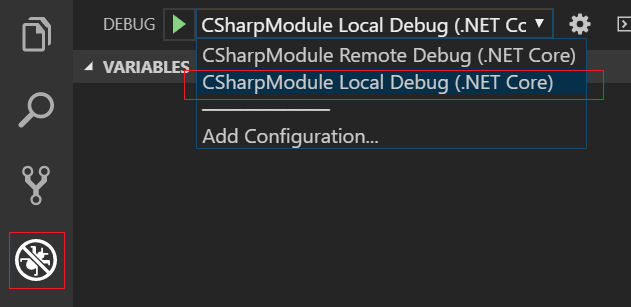 DEBUG CSharpModule Local Debug (.NET Cc
CSharpModule Remote Debug (.NET Core)
VARIABLES
CSharpModule Local Debug (.NET Core)
Add Configuration...